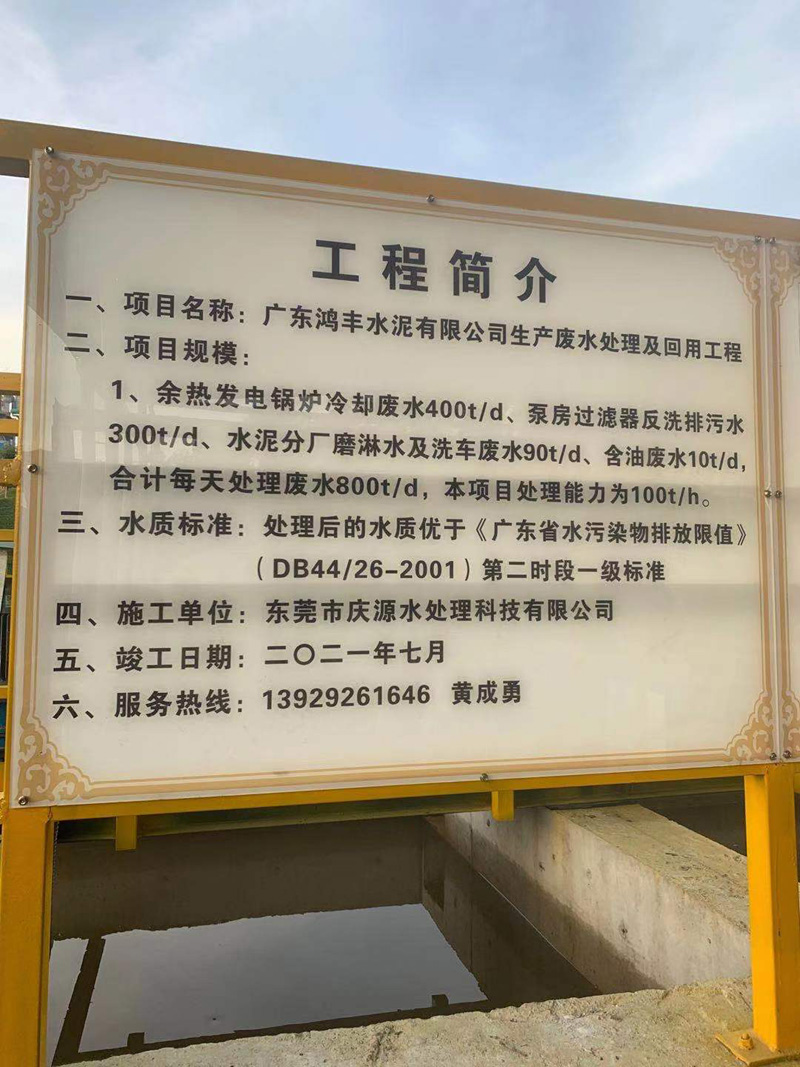 工程简介
一、项目名称：广东鸿丰水泥有限公司生产废水处理及回用工程
二、项目规模：
1、余热发电锅炉冷却废水400t/d、泵房过滤器反洗排污水
300t/d、水泥分厂磨淋水及洗车废水90t/d、含油废水10t/d，
合计每天处理废水800t/d，本项目处理能力为100t/h。
三、水质标准：处理后的水质优于《广东省水污染物排放限值》
（DB44/26-2001）第二时段一级标准
四、施工单位：东莞市庆源水处理科技有限公司
五、竣工日期：二〇二一年七月
六、服务热线：13929261646 黄成勇